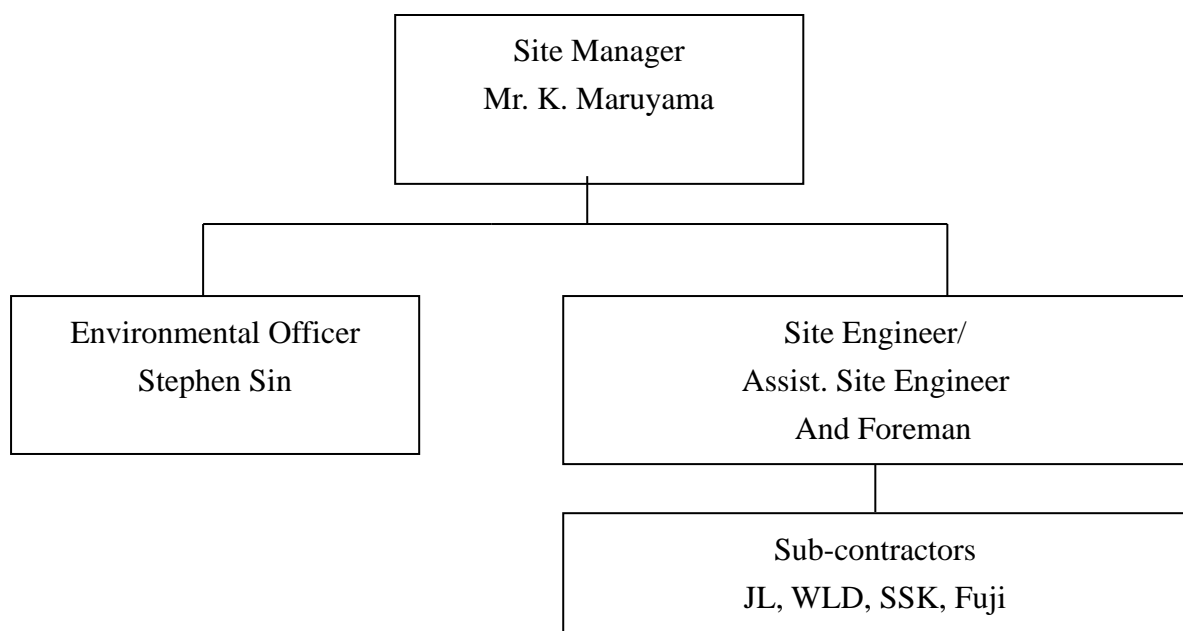 Site Manager
Mr. K. Maruyama
Environmental Officer
Stephen Sin
Site Engineer/
Assist. Site Engineer
And Foreman
Sub-contractors
JL, WLD, SSK, Fuji